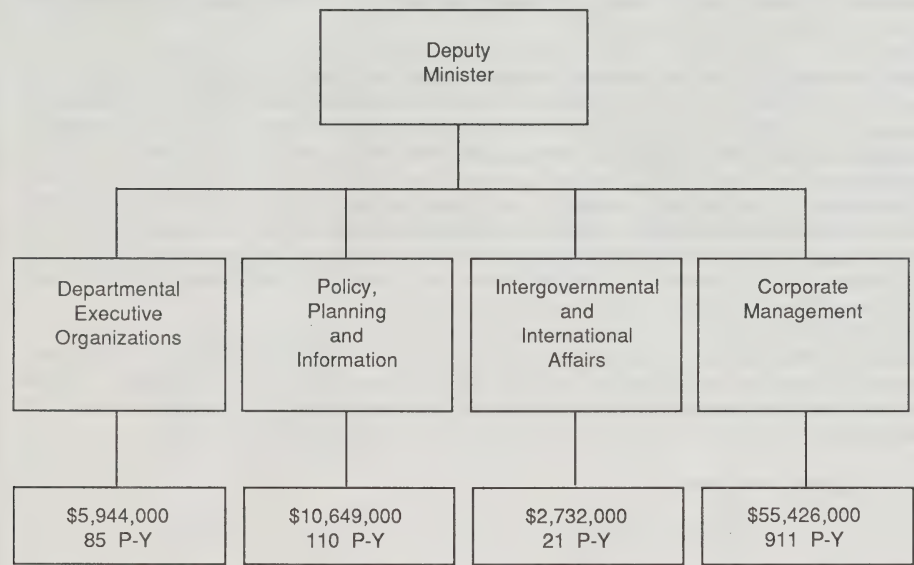 Deputy
Minister
Departmental
Executive
Organizations
Policy,
Planning
and
Information
Intergovernmental
and
International
Affairs
Corporate
Management
$5,944,000
85 P-Y
$10,649,000
110 P-Y
$2,732,000
21 P-Y
$55,426,000
911 P-Y